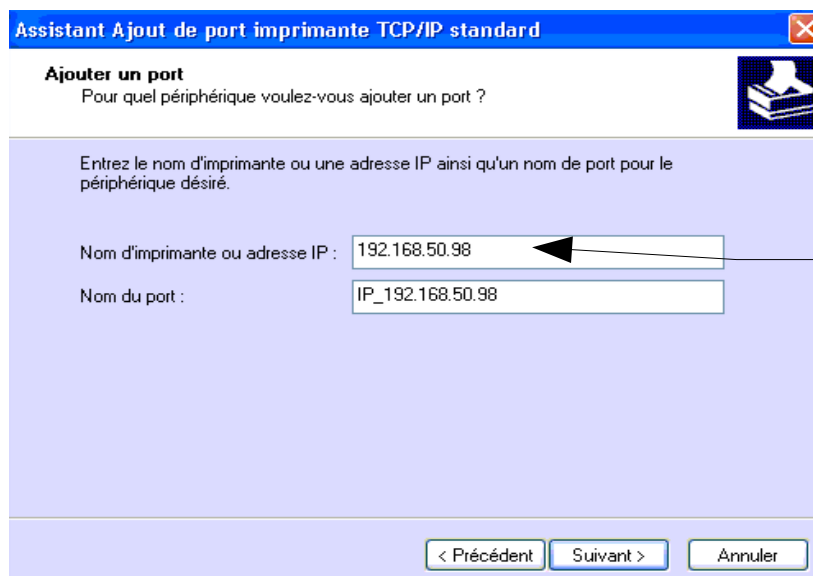 Assistant Ajout de port imprimante TCP/IP standard
Ajouter un port
Pour quel périphérique voulez-vous ajouter un port ?
Entrez le nom d'imprimante ou une adresse IP ainsi qu'un nom de port pour le
périphérique désiré.
Nom d'imprimante ou adresse IP : 192.168.50.98
Nom du port : IP_192.168.50.98
< Précédent Suivant > Annuler